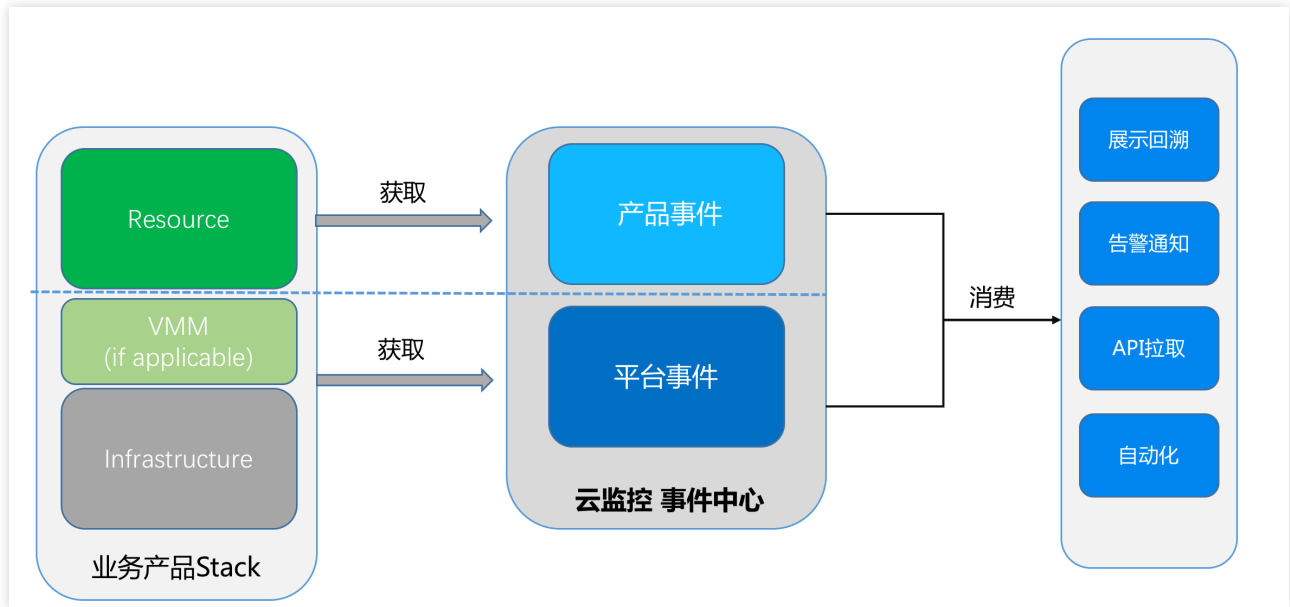 Resource
VMM
(if applicable)
Infrastructure
业务产品Stack
获取
获取
产品事件
平台事件
云监控 事件中心
消费
展示回溯
告警通知
API拉取
自动化